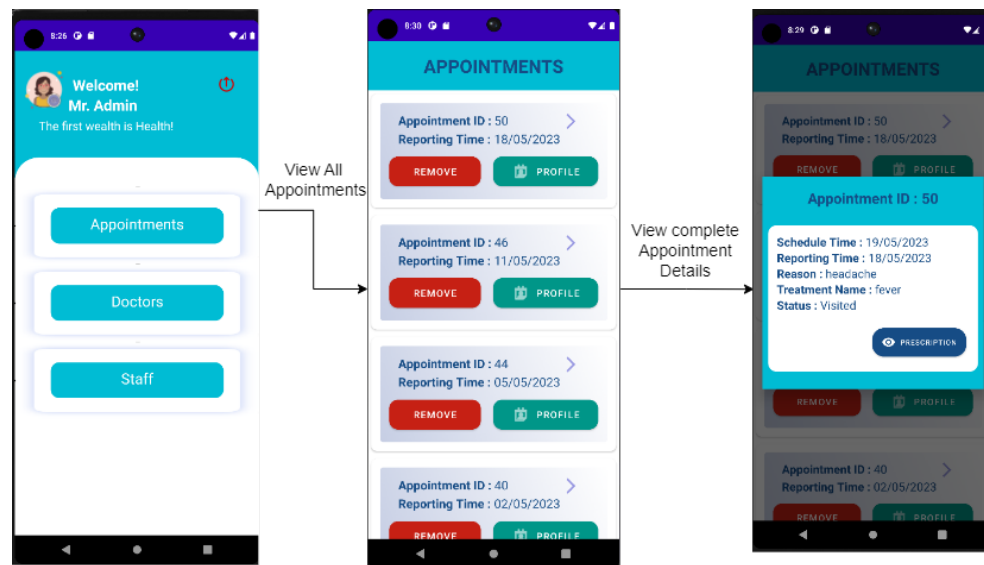 8:26
Welcome!
Mr. Admin
The first wealth is Health!
Appointments
Doctors
Staff
View All
Appointments
8:30
APPOINTMENTS
Appointment ID : 50
Reporting Time : 18/05/2023
REMOVE
PROFILE
Appointment ID : 46
Reporting Time : 11/05/2023
REMOVE
PROFILE
Appointment ID : 44
Reporting Time : 05/05/2023
REMOVE
PROFILE
Appointment ID : 40
Reporting Time : 02/05/2023
REMOVE
PROFILE
View complete
Appointment
Details
8:29
APPOINTMENTS
Appointment ID : 50
Reporting Time : 18/05/2023
REMOVE
PROFILE
Appointment ID : 50
Schedule Time : 19/05/2023
Reporting Time : 18/05/2023
Reason : headache
Treatment Name : fever
Status : Visited
PRESCRIPTION
REMOVE
PROFILE
Appointment ID : 40
Reporting Time : 02/05/2023
REMOVE
PROFILE